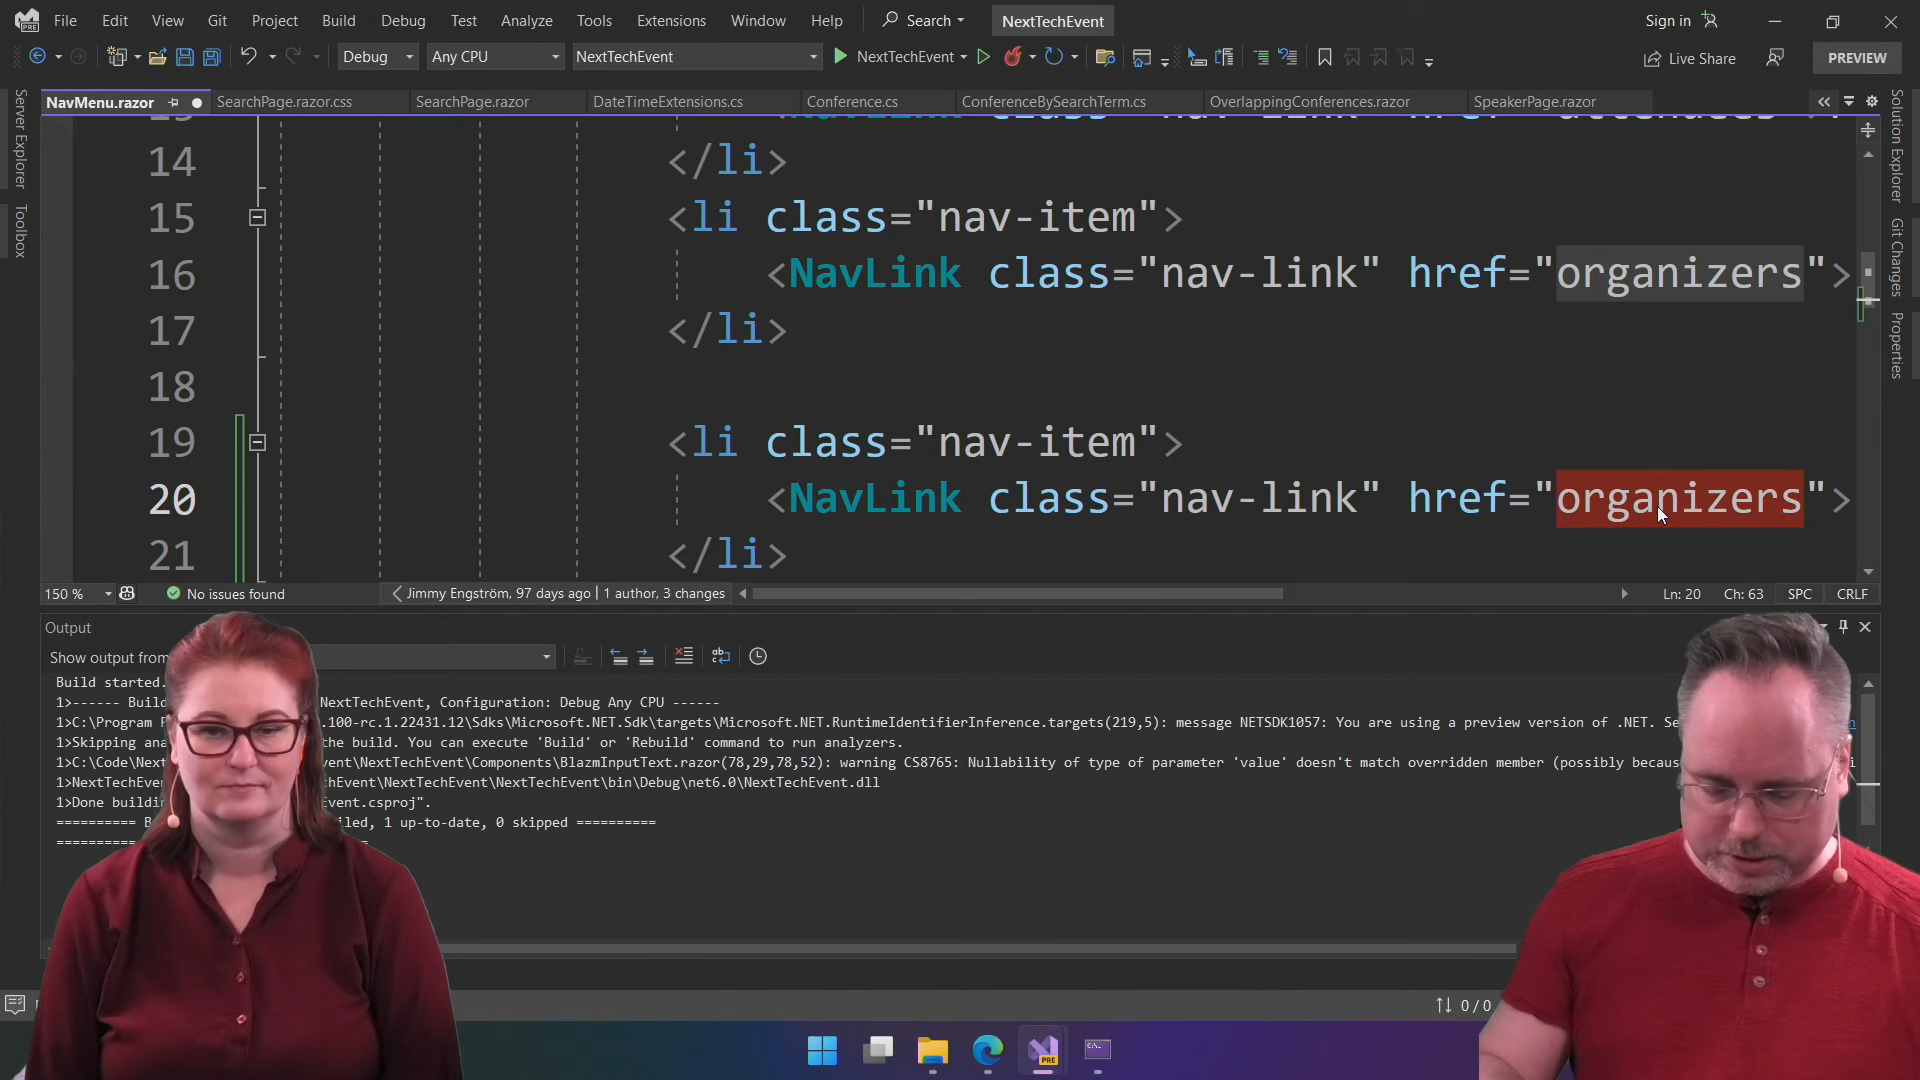 File Edit View Git Project Build Debug Test Analyze Tools Extensions Window Help Search NextTechEvent Sign in
Debug Any CPU NextTechEvent NextTechEvent Live Share PREVIEW
NavMenu.razor SearchPage.razor.css SearchPage.razor DateTimeExtensions.cs Conference.cs ConferenceBySearchTerm.cs OverlappingConferences.razor SpeakerPage.razor
Server Explorer
Toolbox
Solution Explorer
Git Changes
Properties
14 </li>
15 <li class="nav-item">
16 <NavLink class="nav-link" href="organizers">
17 </li>
18
19 <li class="nav-item">
20 <NavLink class="nav-link" href="organizers">
21 </li>
150 % No issues found Jimmy Engström, 97 days ago | 1 author, 3 changes Ln: 20 Ch: 63 SPC CRLF
Output
Show output from
Build started.
1>------ Build NextTechEvent, Configuration: Debug Any CPU ------
1>C:\Program .100-rc.1.22431.12\Sdks\Microsoft.NET.Sdk\targets\Microsoft.NET.RuntimeIdentifierInference.targets(219,5): message NETSDK1057: You are using a preview version of .NET.
1>Skipping the build. You can execute 'Build' or 'Rebuild' command to run analyzers.
1>C:\Code\Next vent\NextTechEvent\Components\BlazmInputText.razor(78,29,78,52): warning CS8765: Nullability of type of parameter 'value' doesn't match overridden member (possibly
1>NextTechEve techEvent\NextTechEvent\bin\Debug\net6.0\NextTechEvent.dll
1>Done building Event.csproj".
========== iled, 1 up-to-date, 0 skipped ==========
0 / 0
PRE